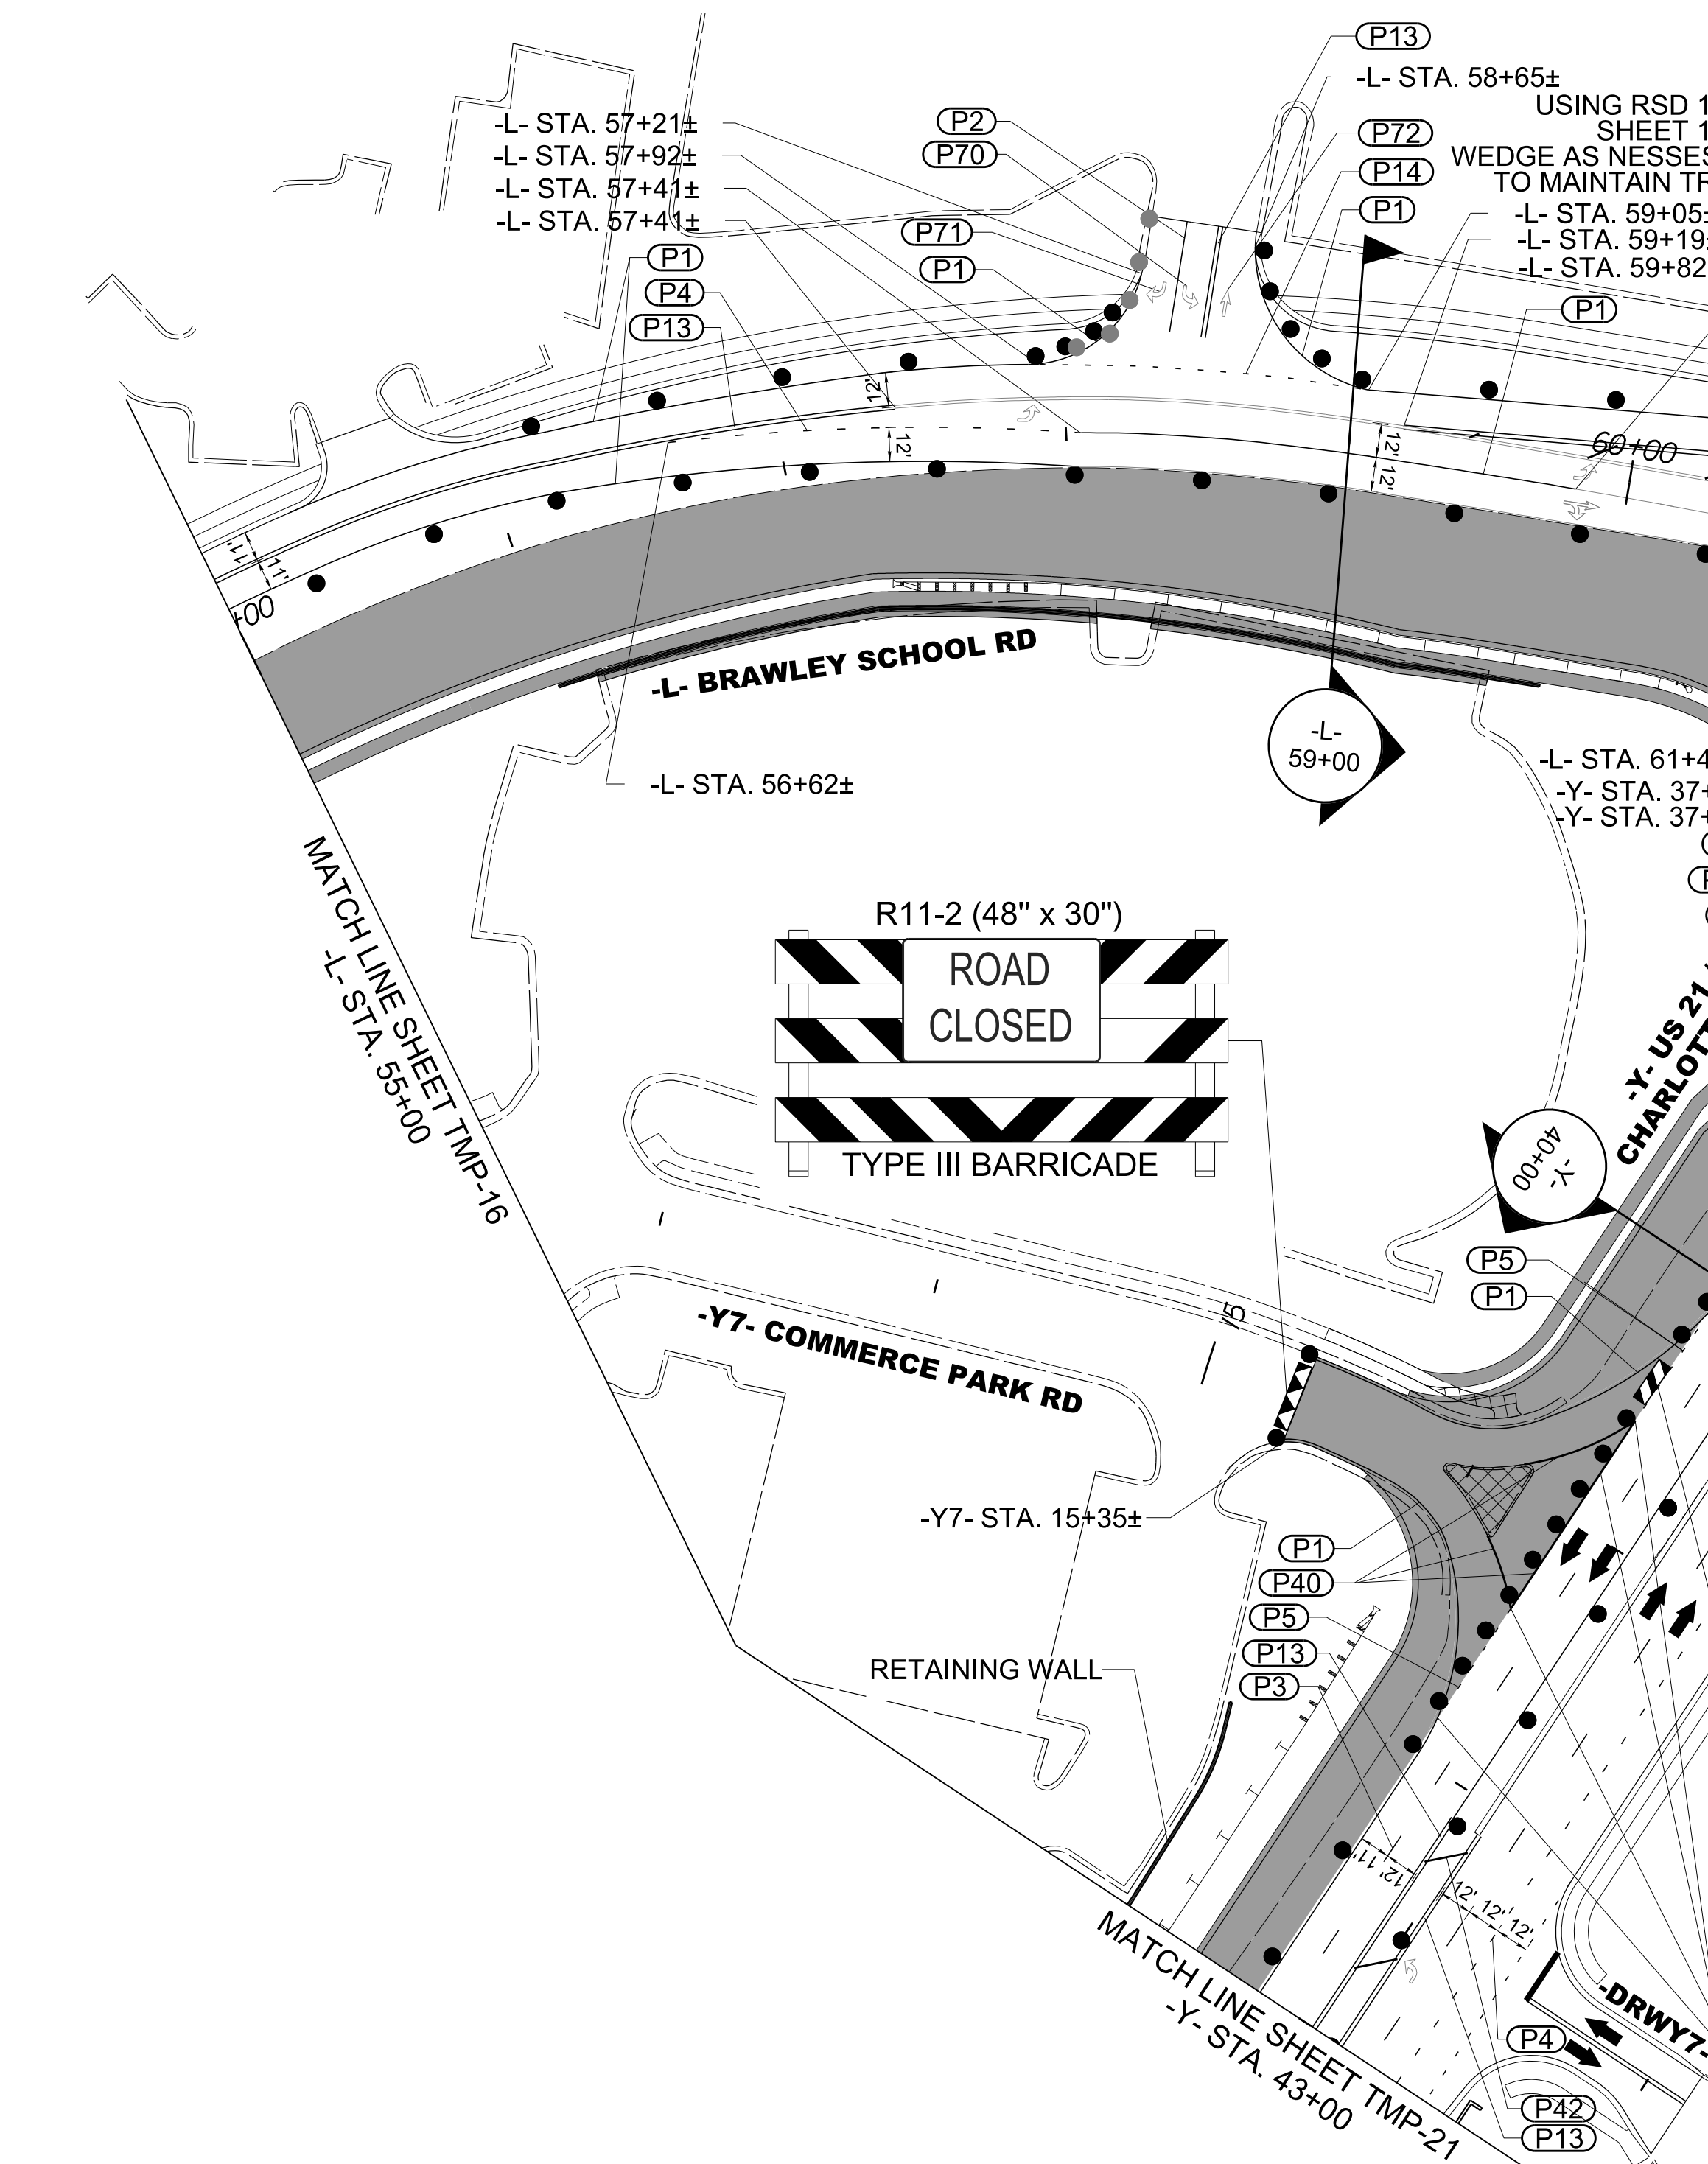 P13
-L- STA. 58+65±
USING RSD 1
SHEET 1
WEDGE AS NESSES
TO MAINTAIN TR
P2
P70
P72
P14
P1
-L- STA. 57+21±
-L- STA. 57+92±
-L- STA. 57+41±
-L- STA. 57+41±
-L- STA. 59+05±
-L- STA. 59+19±
-L- STA. 59+82
P71
P1
P1
P4
P13
P1
12'
12'
12'
12'
60+00
11'
11'
+00
-L- BRAWLEY SCHOOL RD
-L-
59+00
-L- STA. 56+62±
-L- STA. 61+4
-Y- STA. 37+
-Y- STA. 37+
MATCH LINE SHEET TMP-16
-L- STA. 55+00
R11-2 (48" x 30")
ROAD
CLOSED
TYPE III BARRICADE
-Y- US 21
CHARLOTT
-Y-
40+00
P5
P1
15
-Y7- COMMERCE PARK RD
-Y7- STA. 15+35±
P1
P40
P5
P13
P3
RETAINING WALL
12' 11'
12' 12' 12'
MATCH LINE SHEET TMP-21
-Y- STA. 43+00
-DRWY7-
P4
P42
P13